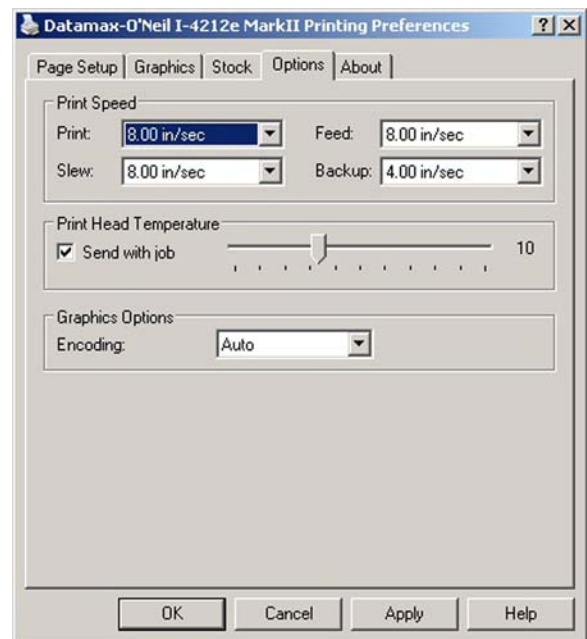 Datamax-O'Neil I-4212e MarkII Printing Preferences
Page Setup Graphics Stock Options About
Print Speed
Print: 8.00 in/sec Feed: 8.00 in/sec
Slew: 8.00 in/sec Backup: 4.00 in/sec
Print Head Temperature
Send with job 10
Graphics Options
Encoding: Auto
OK Cancel Apply Help